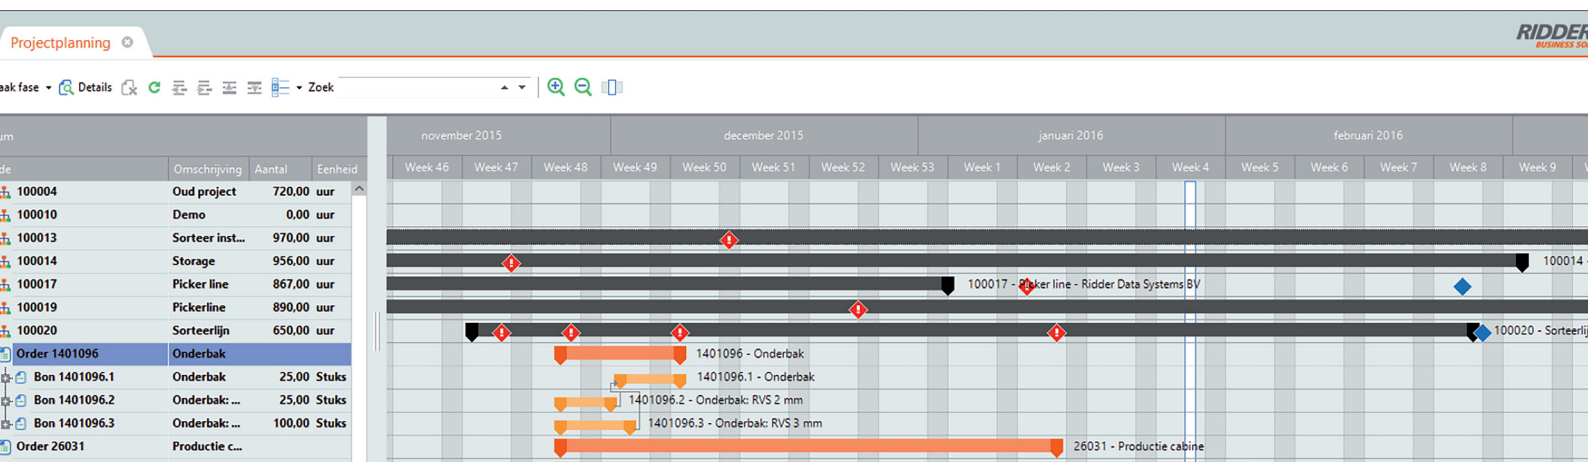 Projectplanning
RIDDER
BUSINESS SO
aak fase Details Zoek
um november 2015 december 2015 januari 2016 februari 2016
de Omschrijving Aantal Eenheid Week 46 Week 47 Week 48 Week 49 Week 50 Week 51 Week 52 Week 53 Week 1 Week 2 Week 3 Week 4 Week 5 Week 6 Week 7 Week 8 Week 9
100004 Oud project 720,00 uur
100010 Demo 0,00 uur
100013 Sorteer inst... 970,00 uur
100014 Storage 956,00 uur 100014 -
100017 Picker line 867,00 uur 100017 - Picker line - Ridder Data Systems BV
100019 Pickerline 890,00 uur
100020 Sorteerlijn 650,00 uur 100020 - Sorteerlij
Order 1401096 Onderbak 1401096 - Onderbak
Bon 1401096.1 Onderbak 25,00 Stuks 1401096.1 - Onderbak
Bon 1401096.2 Onderbak: ... 25,00 Stuks 1401096.2 - Onderbak: RVS 2 mm
Bon 1401096.3 Onderbak: ... 100,00 Stuks 1401096.3 - Onderbak: RVS 3 mm
Order 26031 Productie c... 26031 - Productie cabine